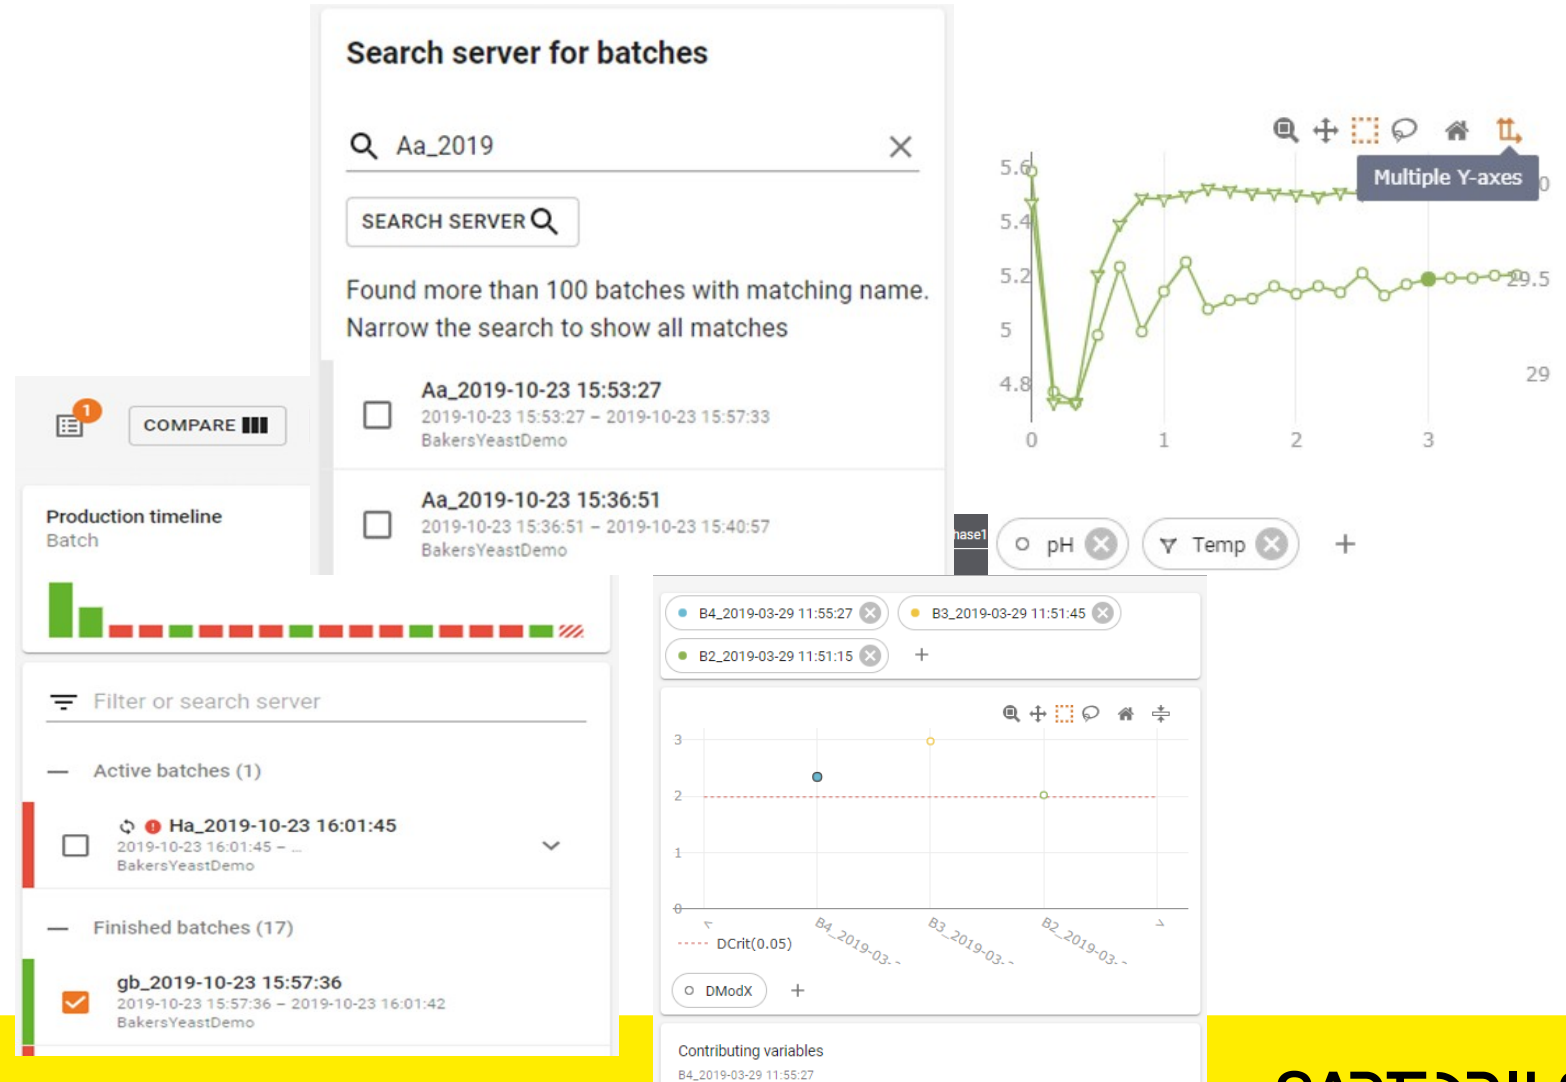 Search server for batches
Aa_2019
SEARCH SERVER
Found more than 100 batches with matching name.
Narrow the search to show all matches
Aa_2019-10-23 15:53:27
2019-10-23 15:53:27 – 2019-10-23 15:57:33
BakersYeastDemo
Aa_2019-10-23 15:36:51
2019-10-23 15:36:51 – 2019-10-23 15:40:57
BakersYeastDemo
Multiple Y-axes
5.6
5.4
5.2
5
4.8
0
29.5
29
0
1
2
3
hase1
pH
Temp
1
COMPARE
Production timeline
Batch
Filter or search server
Active batches (1)
Ha_2019-10-23 16:01:45
2019-10-23 16:01:45 – ...
BakersYeastDemo
Finished batches (17)
gb_2019-10-23 15:57:36
2019-10-23 15:57:36 – 2019-10-23 16:01:42
BakersYeastDemo
B4_2019-03-29 11:55:27
B3_2019-03-29 11:51:45
B2_2019-03-29 11:51:15
3
2
1
0
<
B4_2019-03-..
B3_2019-03-..
B2_2019-03-..
>
DCrit(0.05)
DModX
Contributing variables
B4_2019-03-29 11:55:27